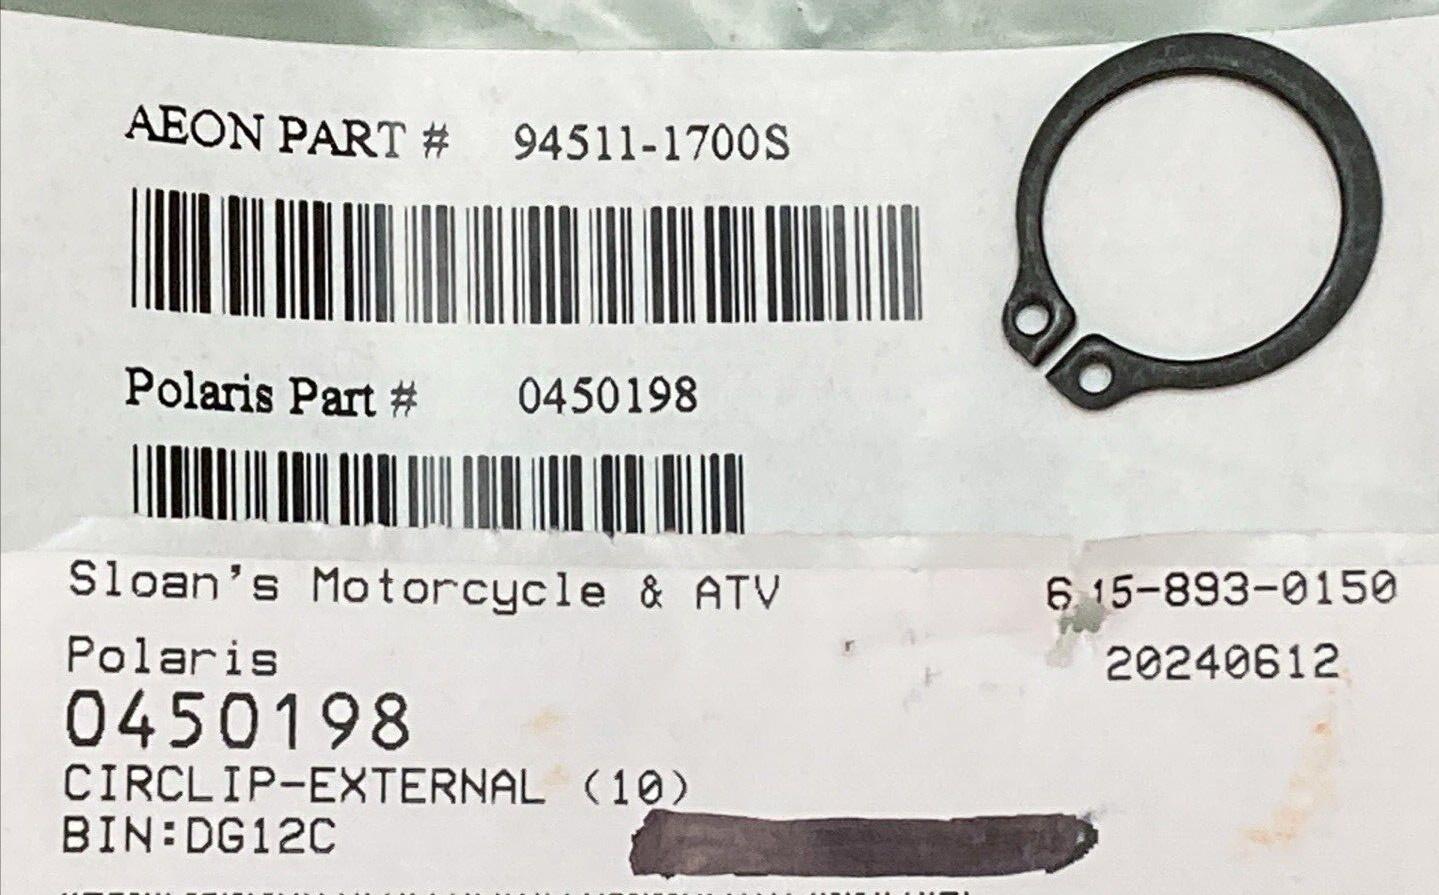 AEON PART # 94511-1700S
Polaris Part # 0450198
Sloan's Motorcycle & ATV 615-893-0150
Polaris 20240612
0450198
CIRCLIP-EXTERNAL (10)
BIN:DG12C